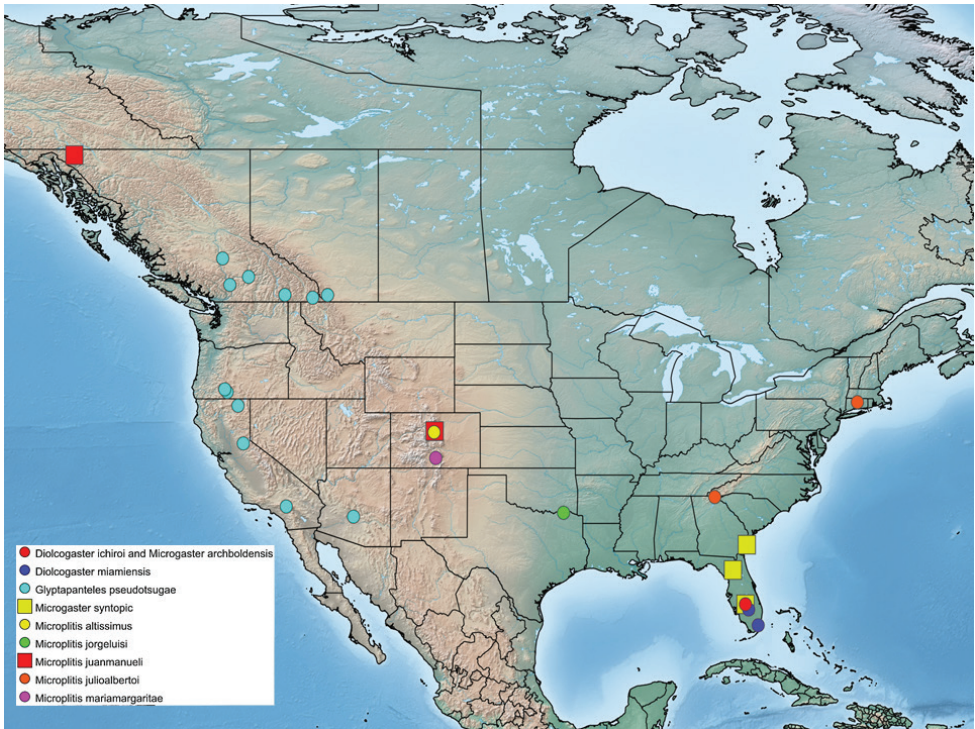 Diolcogaster ichiroi and Microgaster archboldensis
Diolcogaster miamiensis
Glyptapanteles pseudotsugae
Microgaster syntopic
Microplitis altissimus
Microplitis jorgeluisi
Microplitis juanmanueli
Microplitis julioalbertoi
Microplitis mariamargaritae